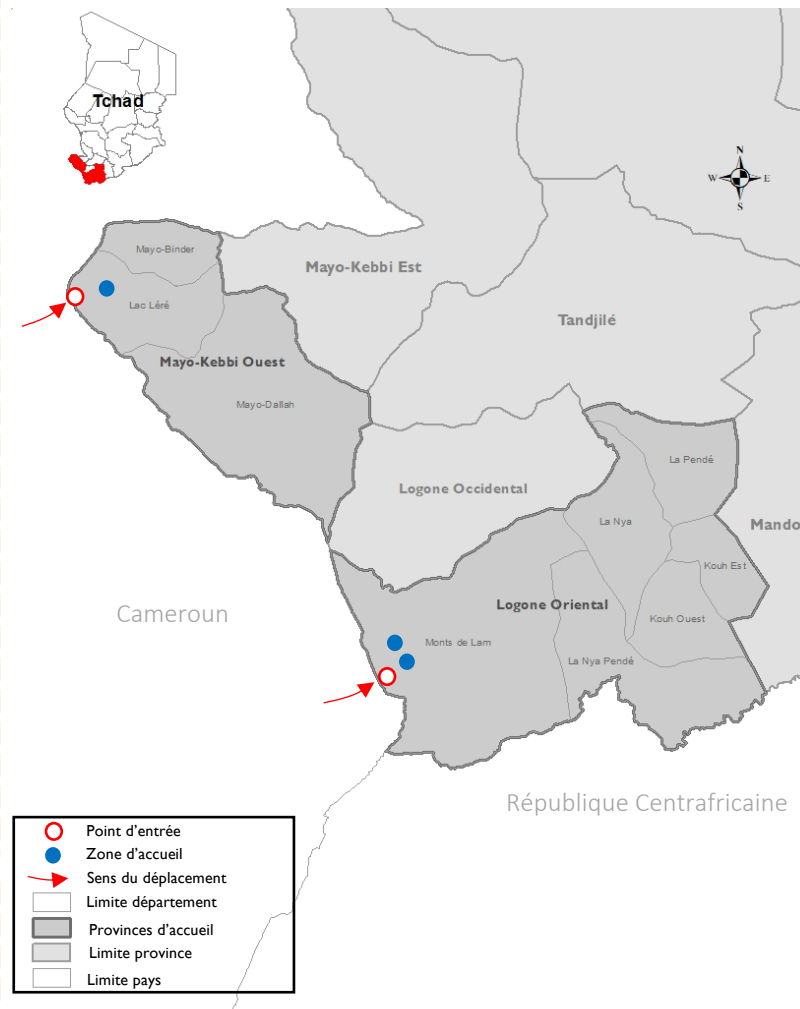 Tchad
N
W
E
S
Mayo-Binder
Mayo-Kebbi Est
Lac Léré
Tandjilé
Mayo-Kebbi Ouest
Mayo-Dallah
La Pendé
Logone Occidental
La Nya
Mando
Kouh Est
Logone Oriental
Cameroun
Kouh Ouest
Monts de Lam
La Nya Pendé
République Centrafricaine
Point d'entrée
Zone d'accueil
Sens du déplacement
Limite département
Provinces d'accueil
Limite province
Limite pays